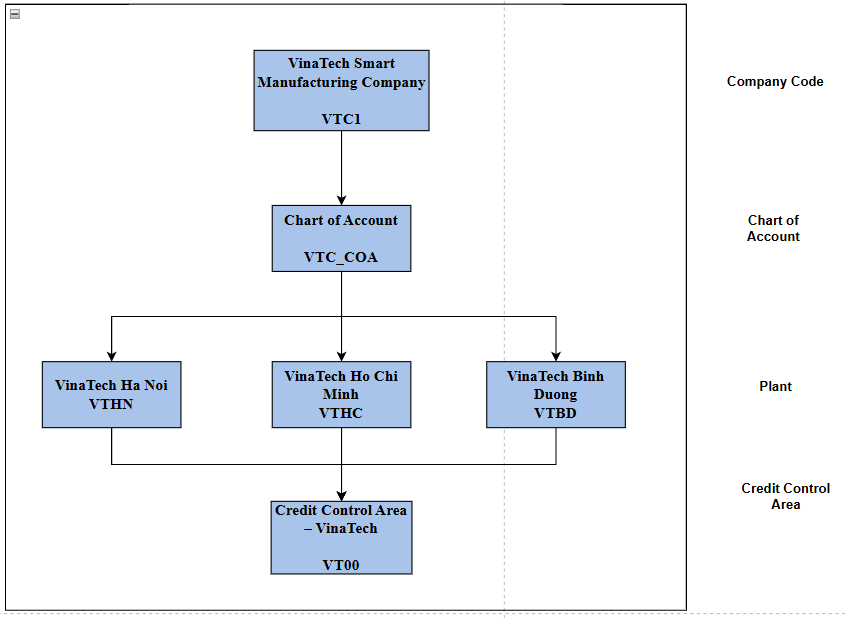 VinaTech Smart
Manufacturing Company
VTC1
Company Code
Chart of Account
VTC_COA
Chart of
Account
VinaTech Ha Noi
VTHN
VinaTech Ho Chi
Minh
VTHC
VinaTech Binh
Duong
VTBD
Plant
Credit Control Area
– VinaTech
VT00
Credit Control
Area